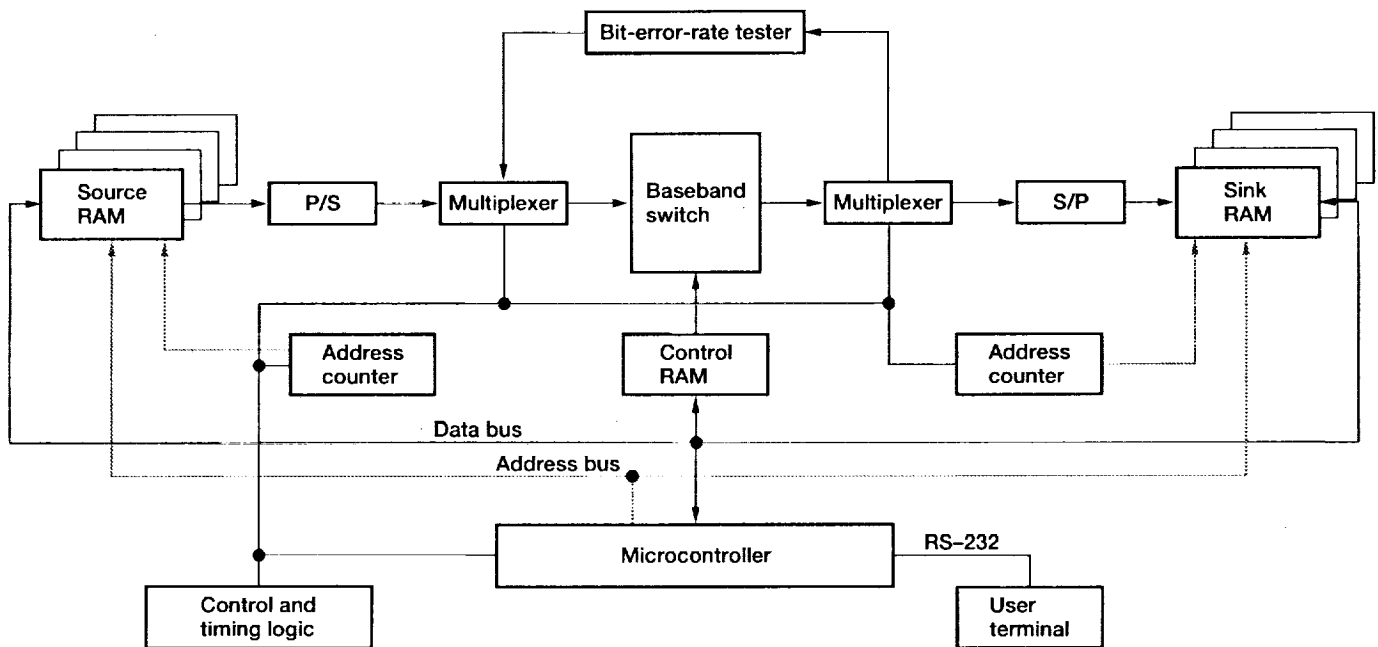 Bit-error-rate tester
Source
RAM
P/S
Multiplexer
Baseband
switch
Multiplexer
S/P
Sink
RAM
Address
counter
Control
RAM
Address
counter
Data bus
Address bus
Microcontroller
RS–232
Control and
timing logic
User
terminal